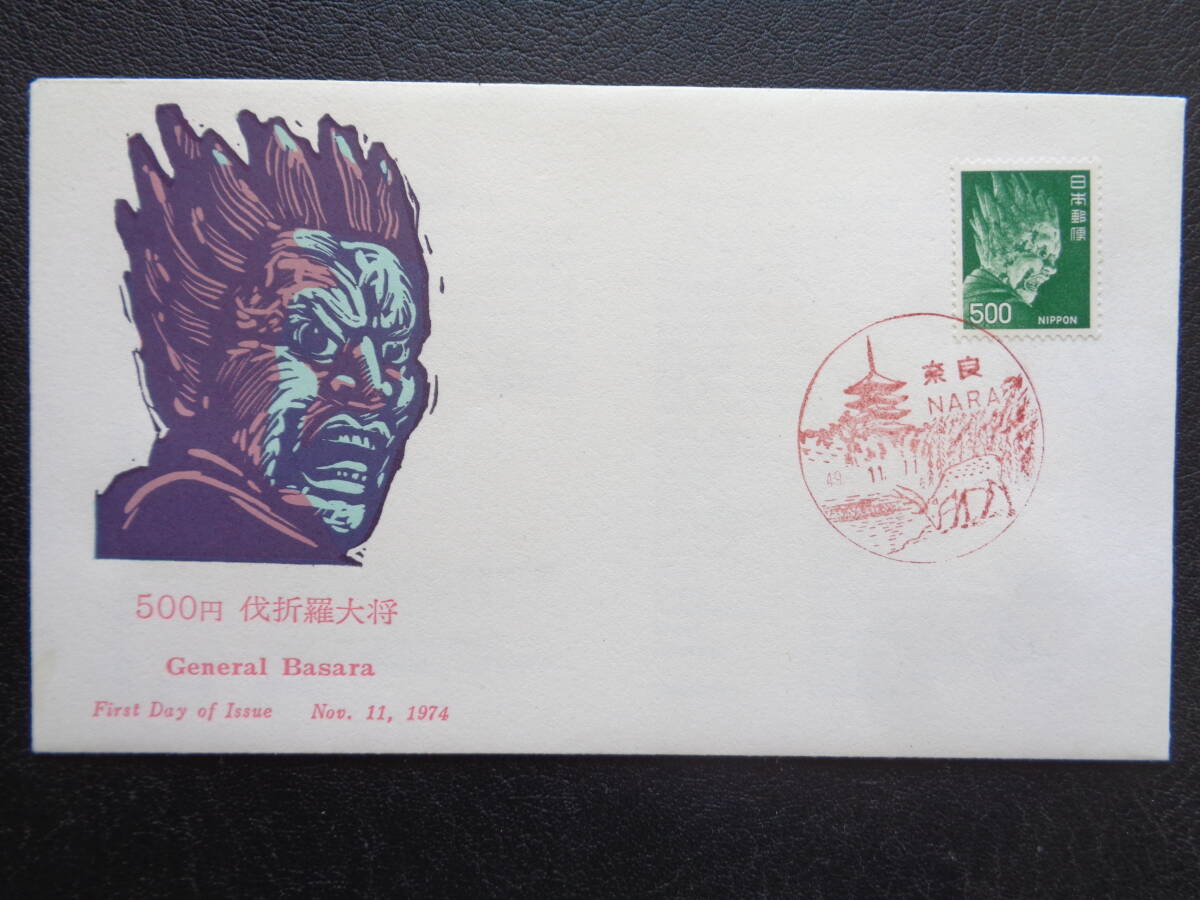 日本郵便
500 NIPPON
奈良
NARA
49. 11. 11
500円 伐折羅大将
General Basara
First Day of Issue Nov. 11, 1974